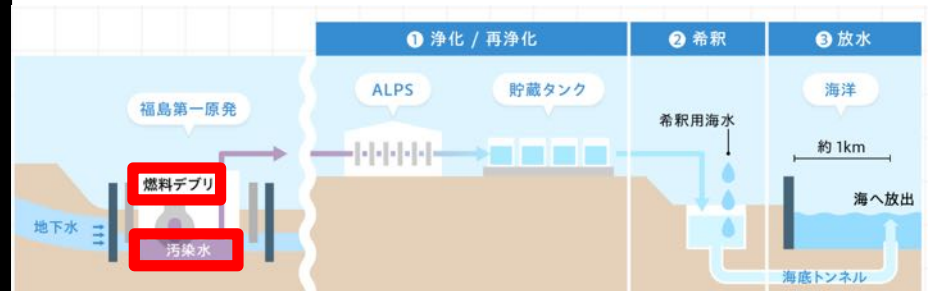 ❶ 浄化 / 再浄化
❷ 希釈
❸ 放水
福島第一原発
ALPS
貯蔵タンク
海洋
希釈用海水
約 1km
燃料デブリ
海へ放出
地下水
汚染水
海底トンネル